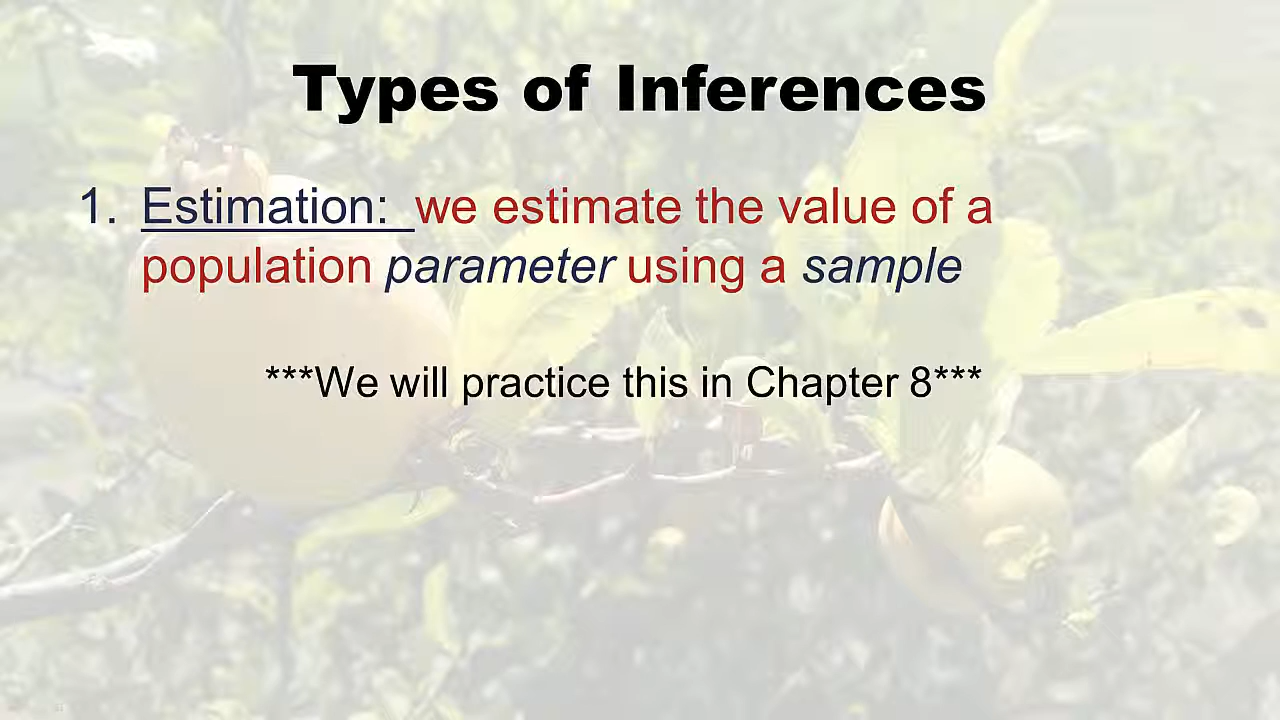 Types of Inferences
1. Estimation: we estimate the value of a
population parameter using a sample
***We will practice this in Chapter 8***